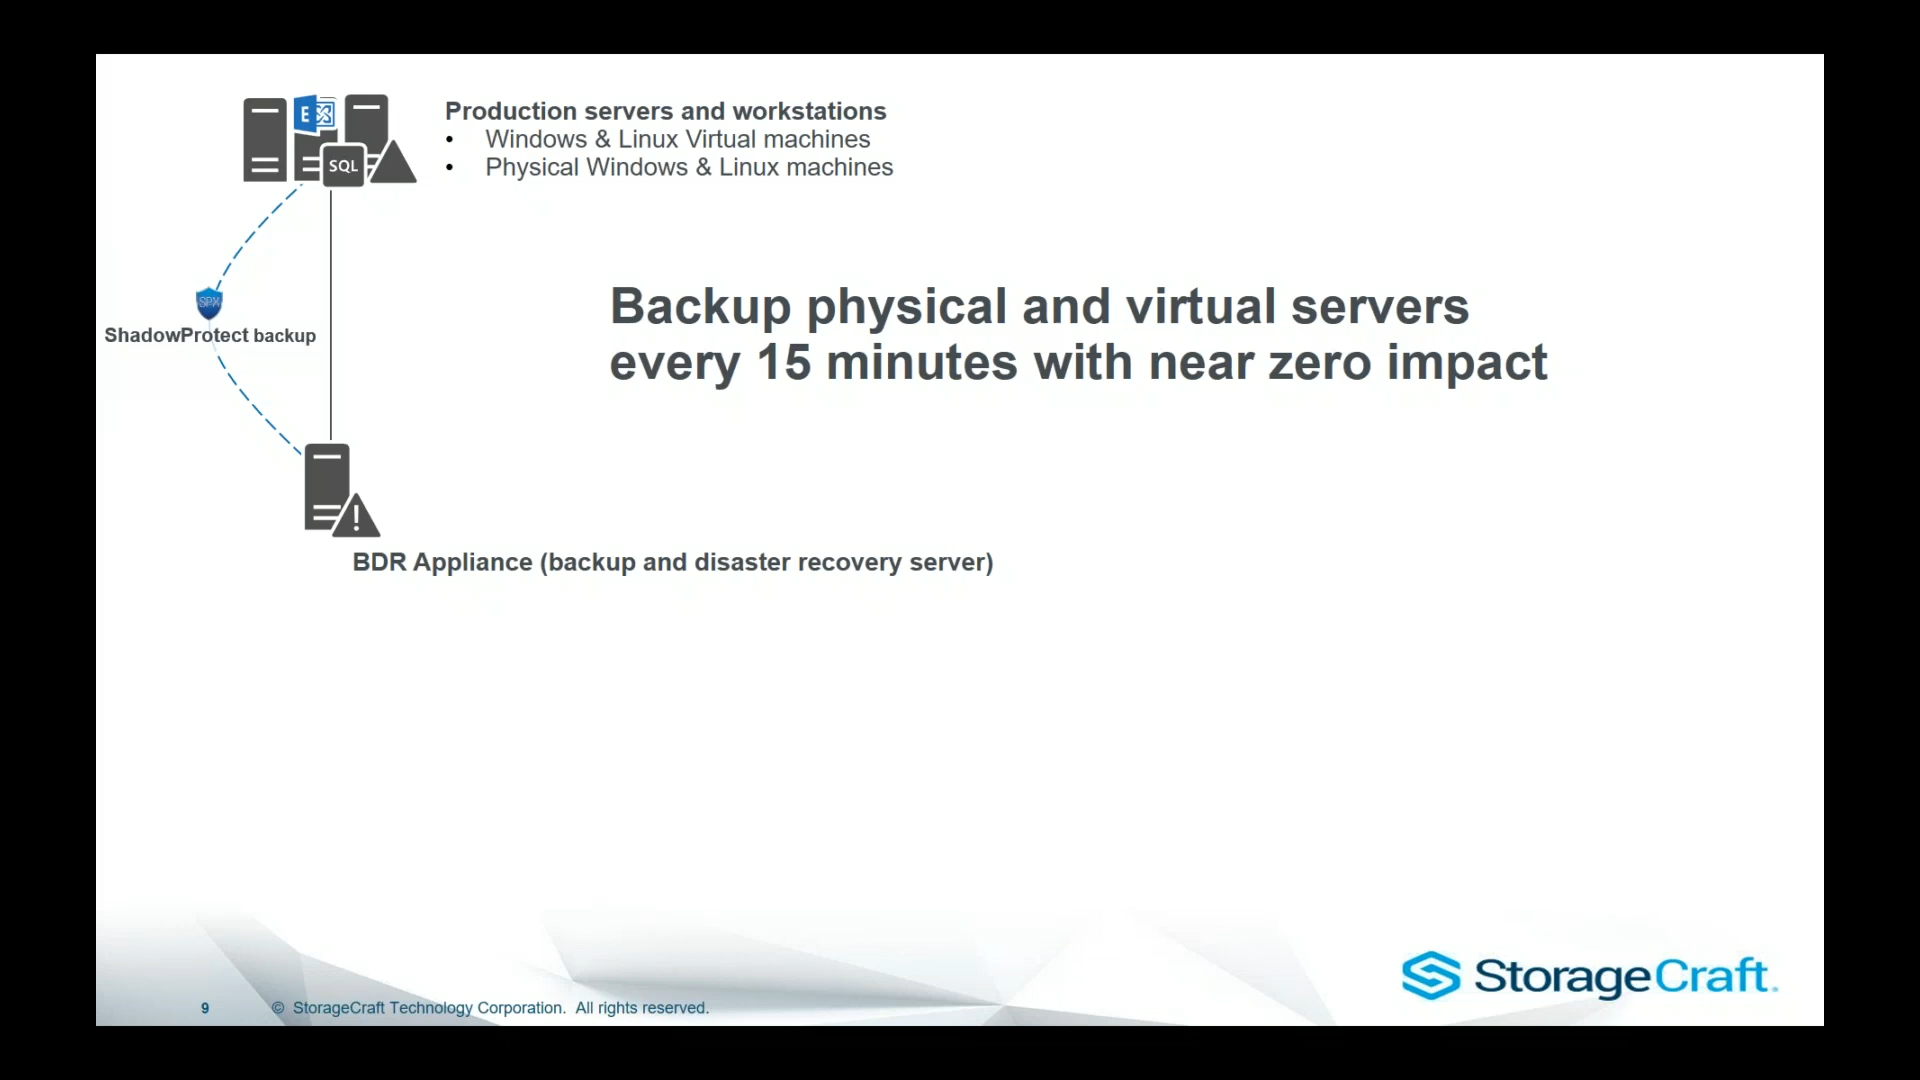 E
SQL
Production servers and workstations
• Windows & Linux Virtual machines
• Physical Windows & Linux machines
SPX
ShadowProtect backup
Backup physical and virtual servers
every 15 minutes with near zero impact
!
BDR Appliance (backup and disaster recovery server)
StorageCraft.
9 © StorageCraft Technology Corporation. All rights reserved.